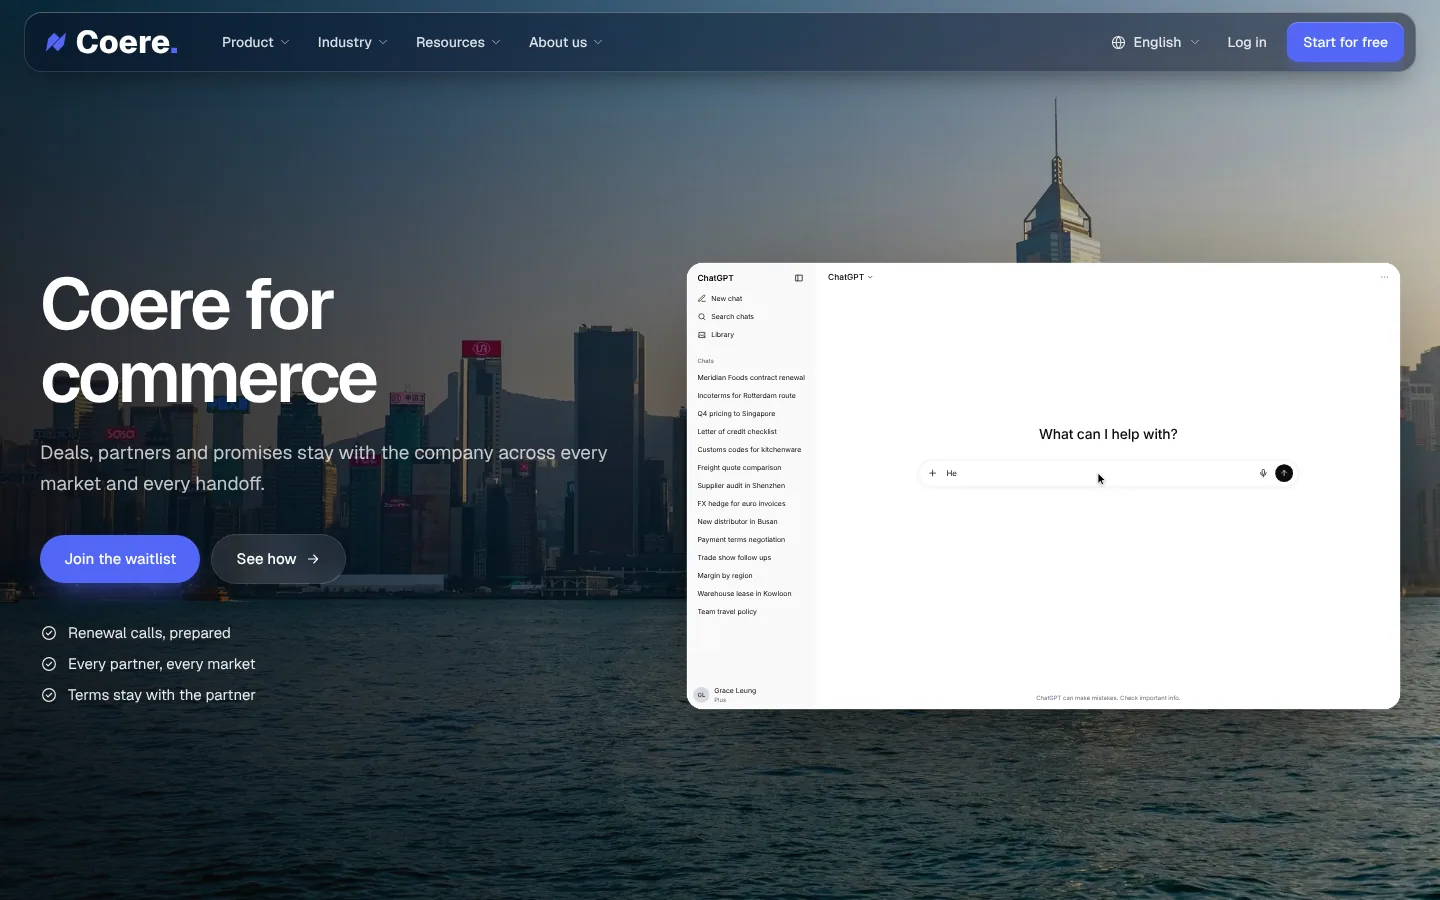 Coere.
Product
Industry
Resources
About us
English
Log in
Start for free
Coere for
commerce
Deals, partners and promises stay with the company across every
market and every handoff.
Join the waitlist
See how
Renewal calls, prepared
Every partner, every market
Terms stay with the partner
ChatGPT
New chat
Search chats
Library
Chats
Meridian Foods contract renewal
Incoterms for Rotterdam route
Q4 pricing to Singapore
Letter of credit checklist
Customs codes for kitchenware
Freight quote comparison
Supplier audit in Shenzhen
FX hedge for euro invoices
New distributor in Busan
Payment terms negotiation
Trade show follow ups
Margin by region
Warehouse lease in Kowloon
Team travel policy
GL
Grace Leung
Plus
ChatGPT
What can I help with?
He
ChatGPT can make mistakes. Check important info.
SaSa